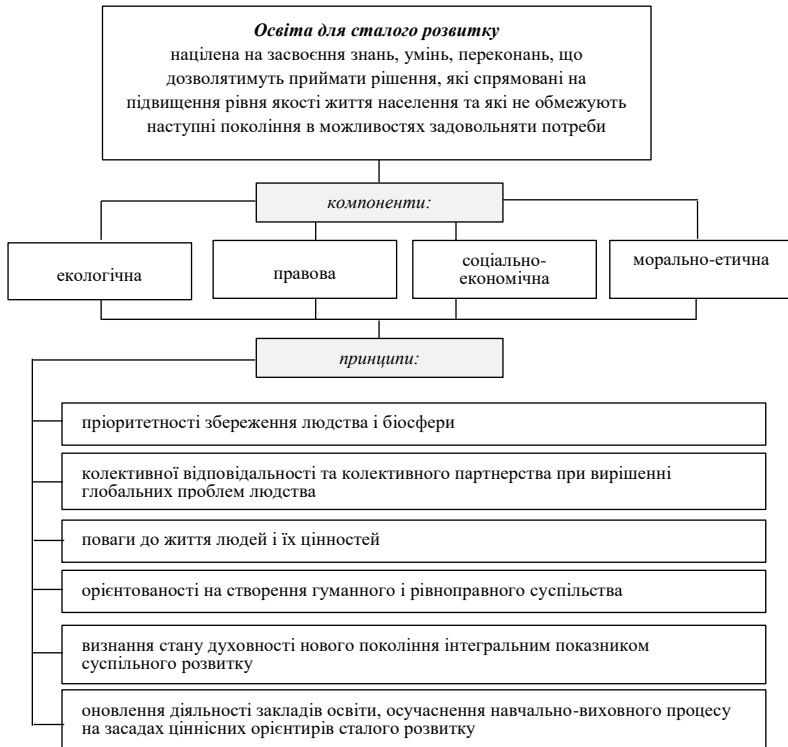 Освіта для сталого розвитку
націлена на засвоєння знань, умінь, переконань, що
дозволятимуть приймати рішення, які спрямовані на
підвищення рівня якості життя населення та які не обмежують
наступні покоління в можливостях задовольняти потреби
компоненти:
екологічна
правова
соціально-
економічна
морально-етична
принципи:
пріоритетності збереження людства і біосфери
колективної відповідальності та колективного партнерства при вирішенні
глобальних проблем людства
поваги до життя людей і їх цінностей
орієнтованості на створення гуманного і рівноправного суспільства
визнання стану духовності нового покоління інтегральним показником
суспільного розвитку
оновлення діяльності закладів освіти, осучаснення навчально-виховного процесу
на засадах ціннісних орієнтирів сталого розвитку